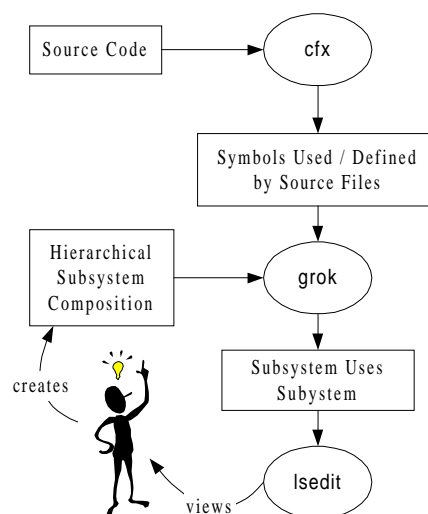 Source Code
cfx
Symbols Used / Defined
by Source Files
Hierarchical
Subsystem
Composition
grok
creates
Subsystem Uses
Subystem
views
lsedit